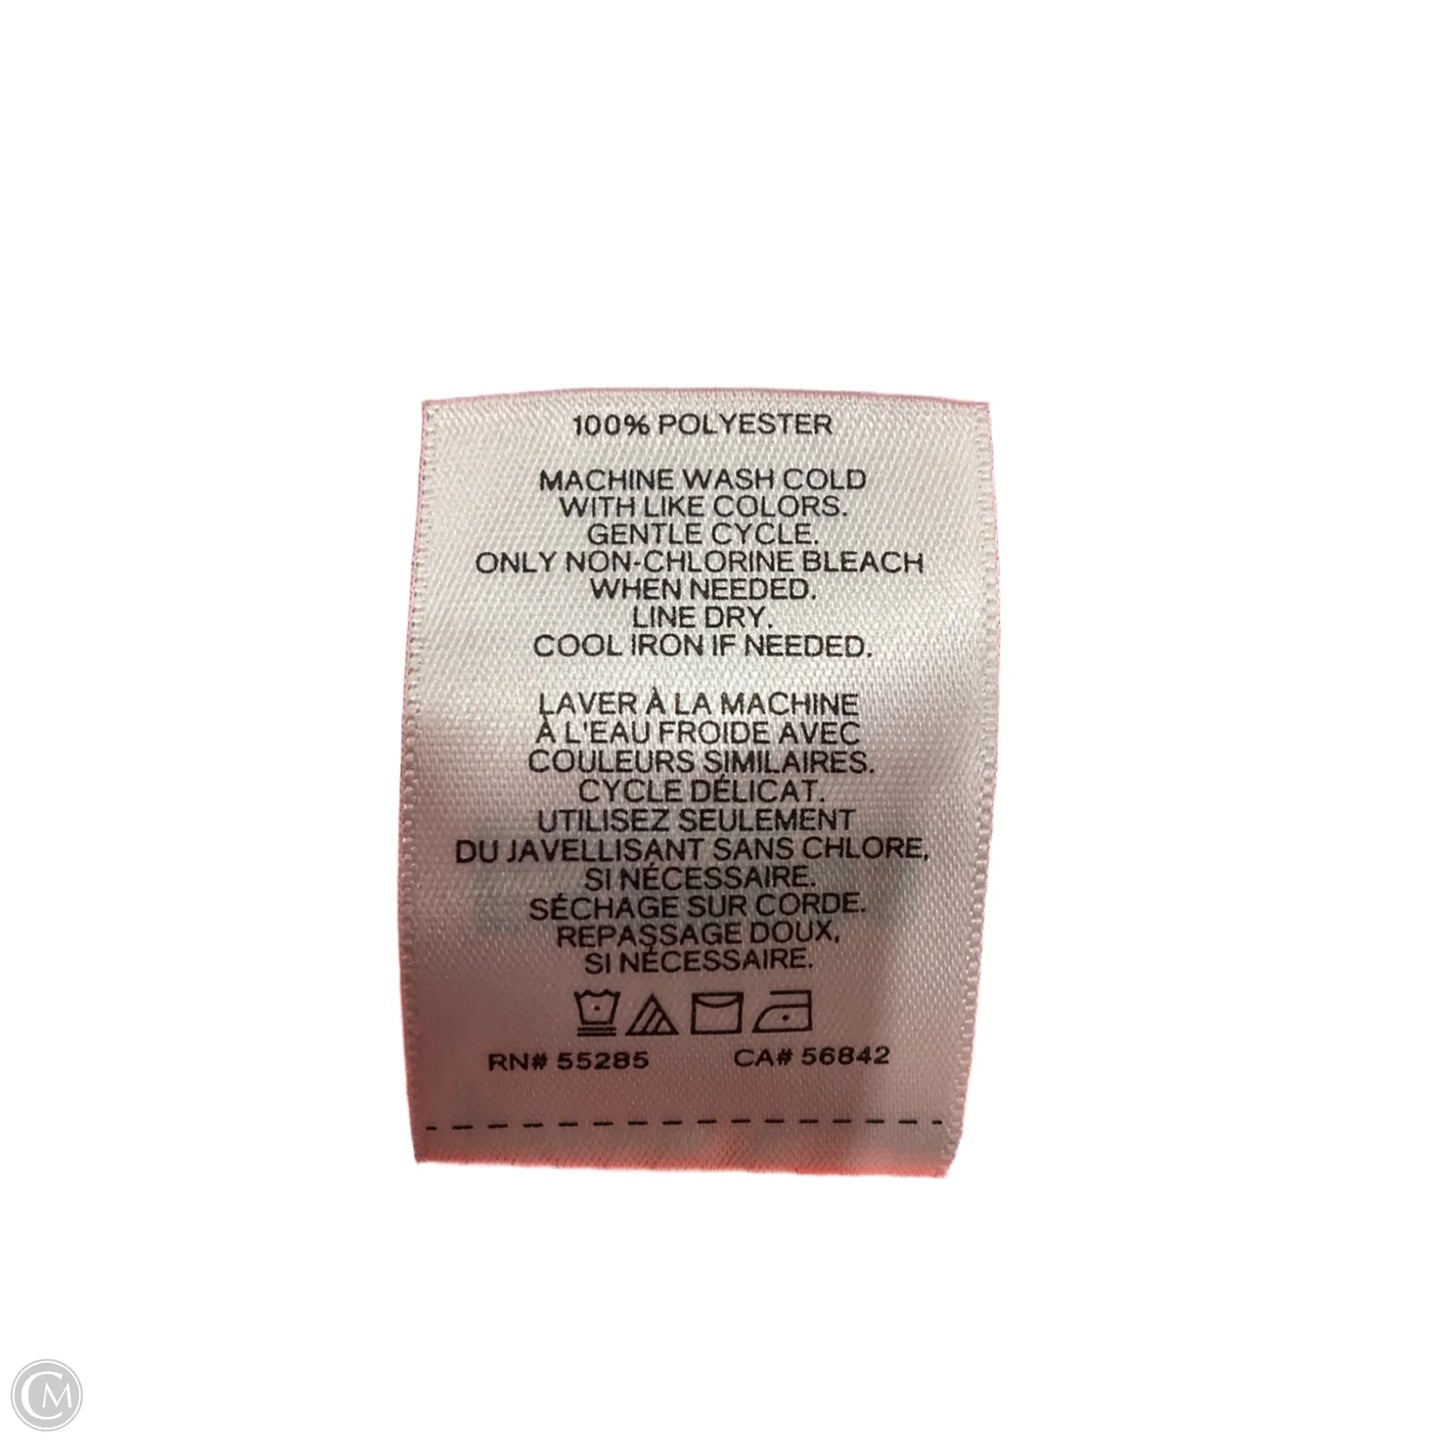 100% POLYESTER
MACHINE WASH COLD
WITH LIKE COLORS.
GENTLE CYCLE.
ONLY NON-CHLORINE BLEACH
WHEN NEEDED.
LINE DRY.
COOL IRON IF NEEDED.
LAVER À LA MACHINE
À L'EAU FROIDE AVEC
COULEURS SIMILAIRES.
CYCLE DÉLICAT.
UTILISEZ SEULEMENT
DU JAVELLISANT SANS CHLORE,
SI NÉCESSAIRE.
SÉCHAGE SUR CORDE.
REPASSAGE DOUX,
SI NÉCESSAIRE.
RN# 55285 CA# 56842
CM